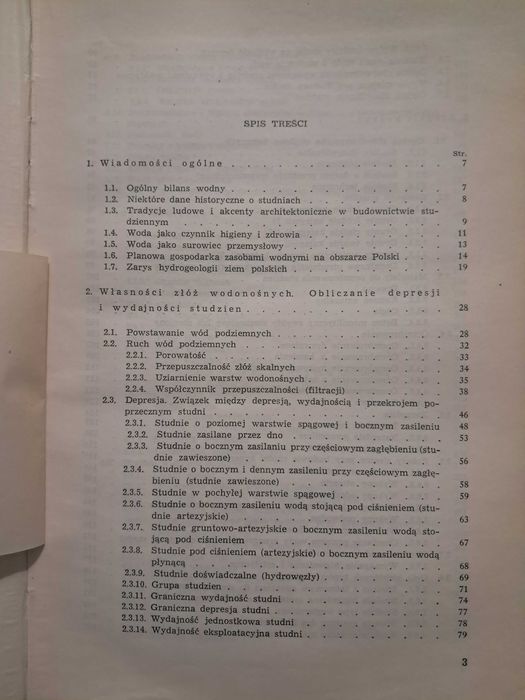 SPIS TREŚCI
Str.
1. Wiadomości ogólne . . . . . . . . . . . . . . . 7
1.1. Ogólny bilans wodny . . . . . . . . . . . . . . 7
1.2. Niektóre dane historyczne o studniach . . . . . . . . . . 8
1.3. Tradycje ludowe i akcenty architektoniczne w budownictwie stu-
dziennym . . . . . . . . . . . . . . . 9
1.4. Woda jako czynnik higieny i zdrowia . . . . . . . . . . 11
1.5. Woda jako surowiec przemysłowy . . . . . . . . . . . 13
1.6. Planowa gospodarka zasobami wodnymi na obszarze Polski . . . 14
1.7. Zarys hydrogeologii ziem polskich . . . . . . . . . . . 19
2. Własności złóż wodonośnych. Obliczanie depresji
i wydajności studzien . . . . . . . . . . . . 28
2.1. Powstawanie wód podziemnych . . . . . . . . . . . . 28
2.2. Ruch wód podziemnych . . . . . . . . . . . . . . 32
2.2.1. Porowatość . . . . . . . . . . . . . . . 33
2.2.2. Przepuszczalność złóż skalnych . . . . . . . . . . 34
2.2.3. Uziarnienie warstw wodonośnych . . . . . . . . . . 35
2.2.4. Współczynnik przepuszczalności (filtracji) . . . . . . . 38
2.3. Depresja. Związek między depresją, wydajnością i przekrojem po-
przecznym studni . . . . . . . . . . . . . . 46
2.3.1. Studnie o poziomej warstwie spągowej i bocznym zasileniu 48
2.3.2. Studnie zasilane przez dno . . . . . . . . . . . 53
2.3.3. Studnie o bocznym zasilaniu przy częściowym zagłębieniu (stu-
dnie zawieszone) . . . . . . . . . . . . . 56
2.3.4. Studnie o bocznym i dennym zasileniu przy częściowym zagłę-
bieniu (studnie zawieszone) . . . . . . . . . . . 58
2.3.5. Studnie w pochyłej warstwie spągowej . . . . . . . . 59
2.3.6. Studnie o bocznym zasileniu wodą stojącą pod ciśnieniem (stu-
dnie artezyjskie) . . . . . . . . . . . . . 63
2.3.7. Studnie gruntowo-artezyjskie o bocznym zasileniu wodą sto-
jącą pod ciśnieniem . . . . . . . . . . . . 67
2.3.8. Studnie pod ciśnieniem (artezyjskie) o bocznym zasileniu wodą
płynącą . . . . . . . . . . . . . . . . 68
2.3.9. Studnie doświadczalne (hydrowęzły) . . . . . . . . . 69
2.3.10. Grupa studzien . . . . . . . . . . . . . . 71
2.3.11. Graniczna wydajność studni . . . . . . . . . . . 74
2.3.12. Graniczna depresja studni . . . . . . . . . . . . 77
2.3.13. Wydajność jednostkowa studni . . . . . . . . . . 78
2.3.14. Wydajność eksploatacyjna studni . . . . . . . . . . 79
3